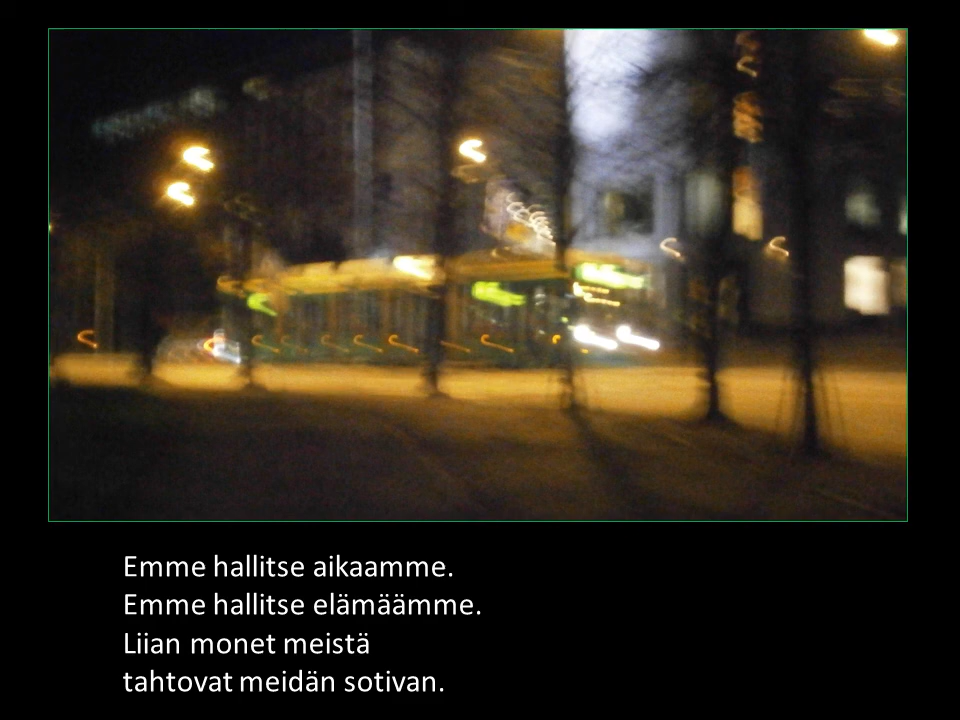 Emme hallitse aikaamme.
Emme hallitse elämäämme.
Liian monet meistä
tahtovat meidän sotivan.